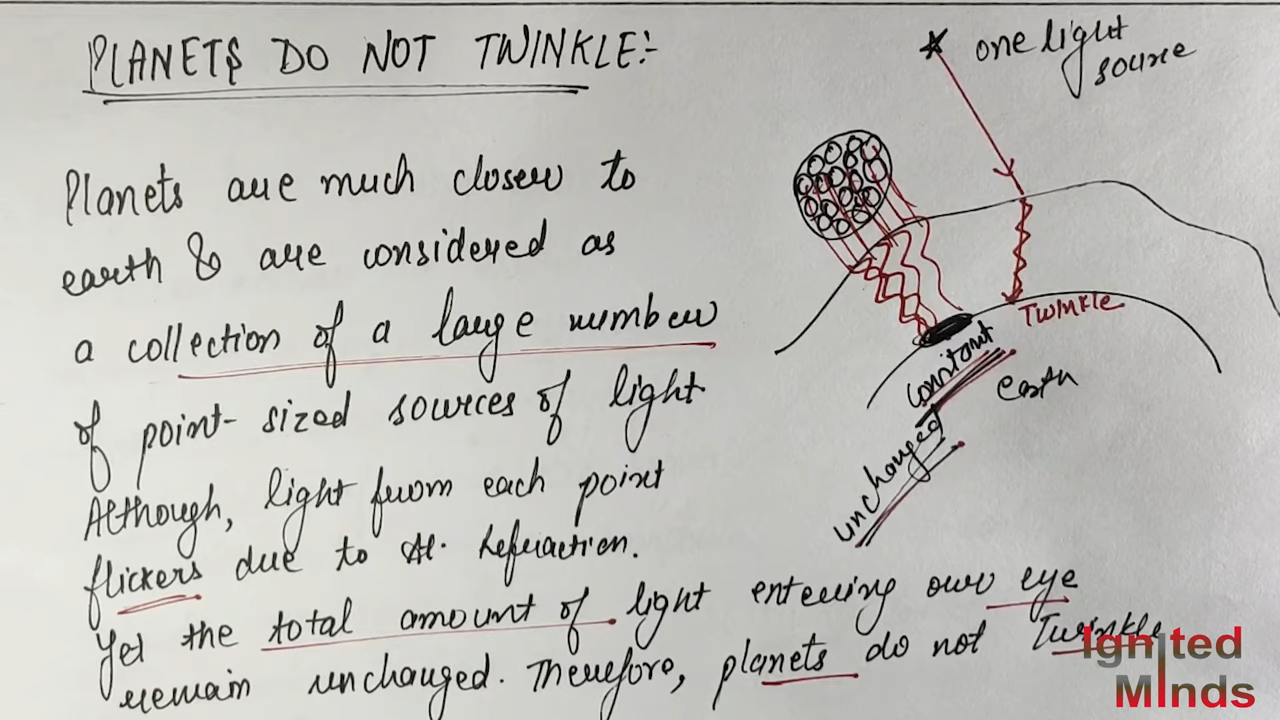 PLANETS DO NOT TWINKLE:-
Planets are much closer to
earth & are considered as
a collection of a large number
of point-sized sources of light
Although, light from each point
flickers due to At. Refraction.
Yet the total amount of light entering our eye
remain unchanged. Therefore, planets do not Twinkle
one light
source
TWINKLE
constant
earth
unchanged
Ignited
Minds